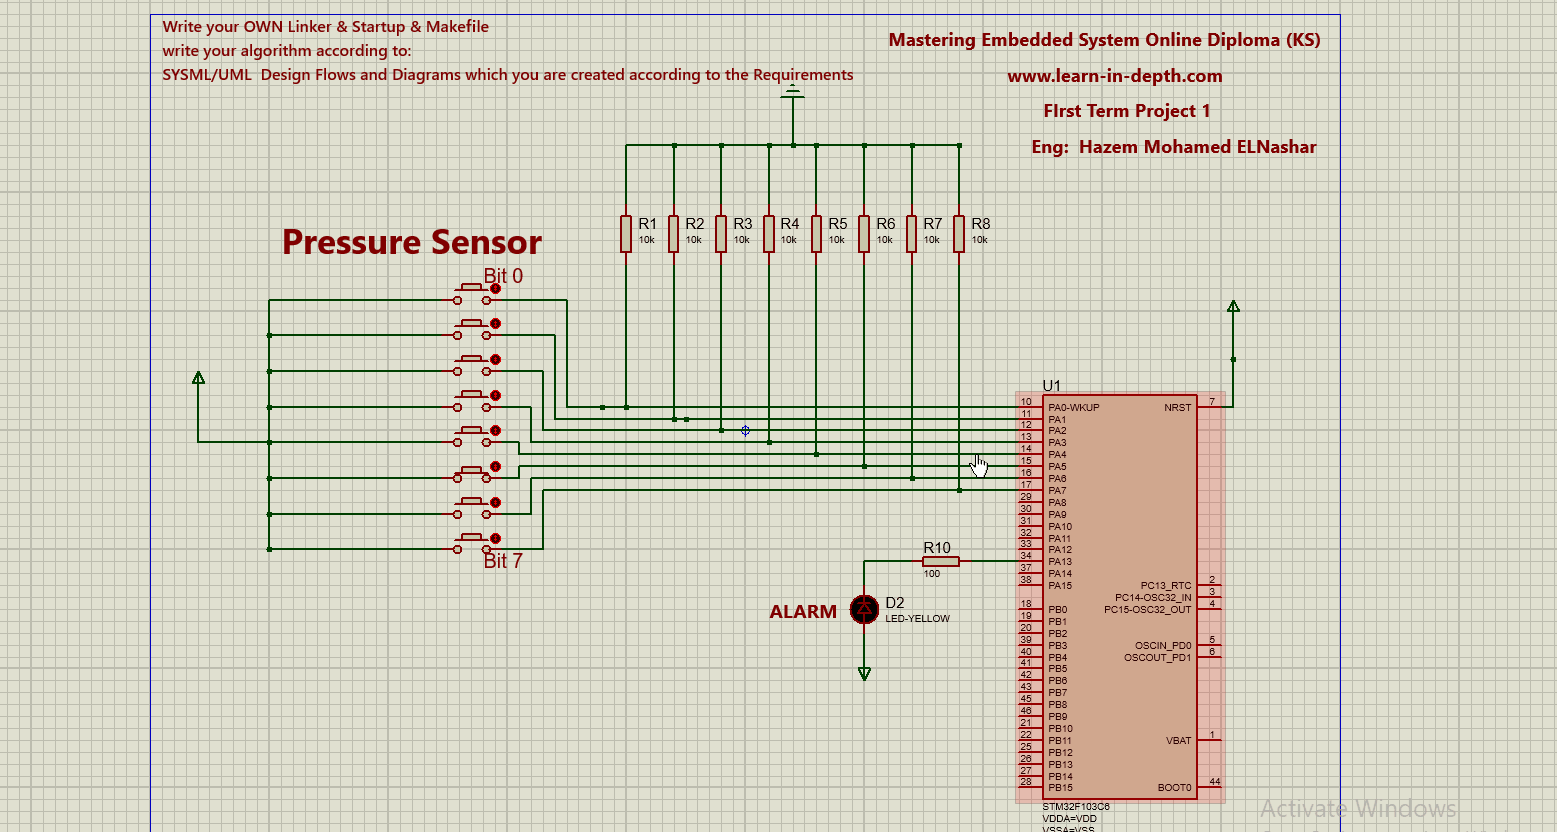 Write your OWN Linker & Startup & Makefile
write your algorithm according to:
SYSML/UML  Design Flows and Diagrams which you are created according to the Requirements
Mastering Embedded System Online Diploma (KS)
www.learn-in-depth.com
FIrst Term Project 1
Eng:  Hazem Mohamed ELNashar
R1 R2 R3 R4 R5 R6 R7 R8
10k 10k 10k 10k 10k 10k 10k 10k
Pressure Sensor
Bit 0
Bit 7
U1
10 PA0-WKUP NRST 7
11 PA1
12 PA2
13 PA3
14 PA4
15 PA5
16 PA6
17 PA7
29 PA8
30 PA9
31 PA10
32 PA11
33 PA12
34 PA13
37 PA14
38 PA15
R10
100
ALARM
D2
LED-YELLOW
PC13_RTC 2
PC14-OSC32_IN 3
PC15-OSC32_OUT 4
18 PB0
19 PB1
20 PB2
39 PB3 OSCIN_PD0 5
40 PB4 OSCOUT_PD1 6
41 PB5
42 PB6
43 PB7
45 PB8
46 PB9
21 PB10
22 PB11 VBAT 1
25 PB12
26 PB13
27 PB14
28 PB15 BOOT0 44
STM32F103C6
VDDA=VDD
VSSA=VSS
Activate Windows